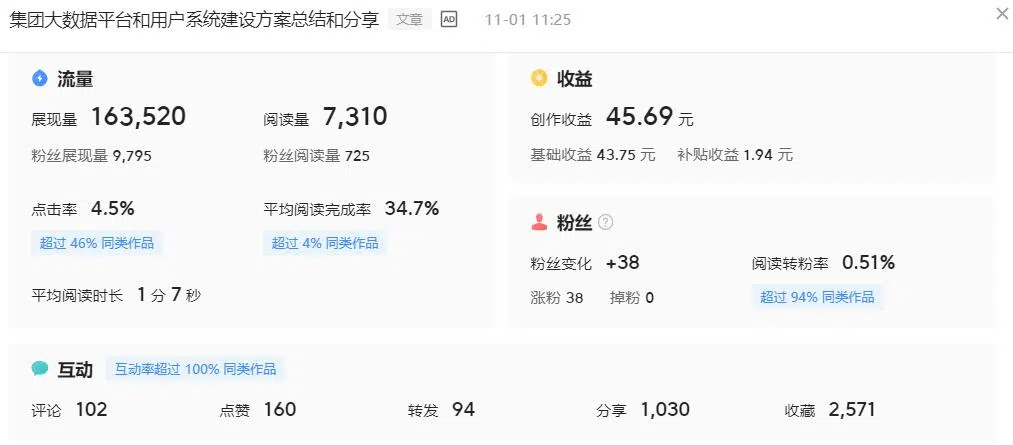 集团大数据平台和用户系统建设方案总结和分享 文章 AD 11-01 11:25
流量
展现量 163,520 阅读量 7,310
粉丝展现量 9,795 粉丝阅读量 725
点击率 4.5% 平均阅读完成率 34.7%
超过 46% 同类作品 超过 4% 同类作品
平均阅读时长 1 分 7 秒
收益
创作收益 45.69 元
基础收益 43.75 元 补贴收益 1.94 元
粉丝 ?
粉丝变化 +38 阅读转粉率 0.51%
涨粉 38 掉粉 0 超过 94% 同类作品
互动 互动率超过 100% 同类作品
评论 102 点赞 160 转发 94 分享 1,030 收藏 2,571